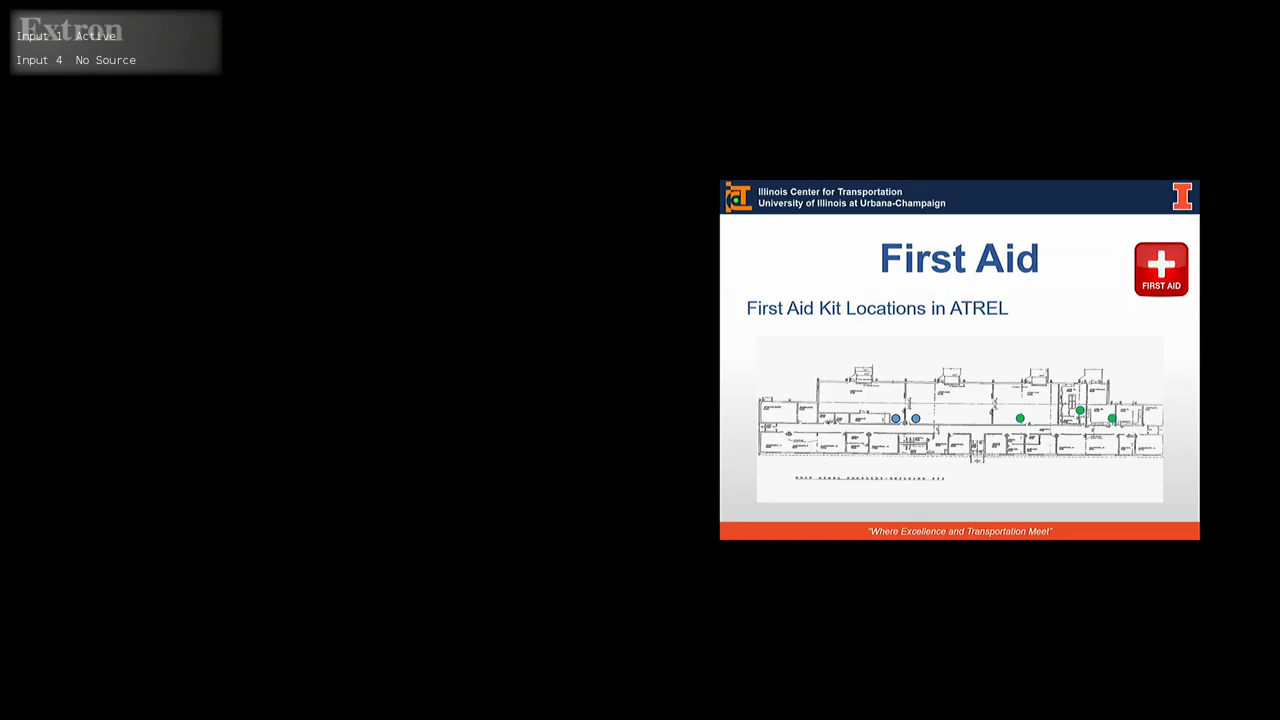 Extron
Input 1 Active
Input 4 No Source
Illinois Center for Transportation
University of Illinois at Urbana-Champaign
First Aid
FIRST AID
First Aid Kit Locations in ATREL
"Where Excellence and Transportation Meet"